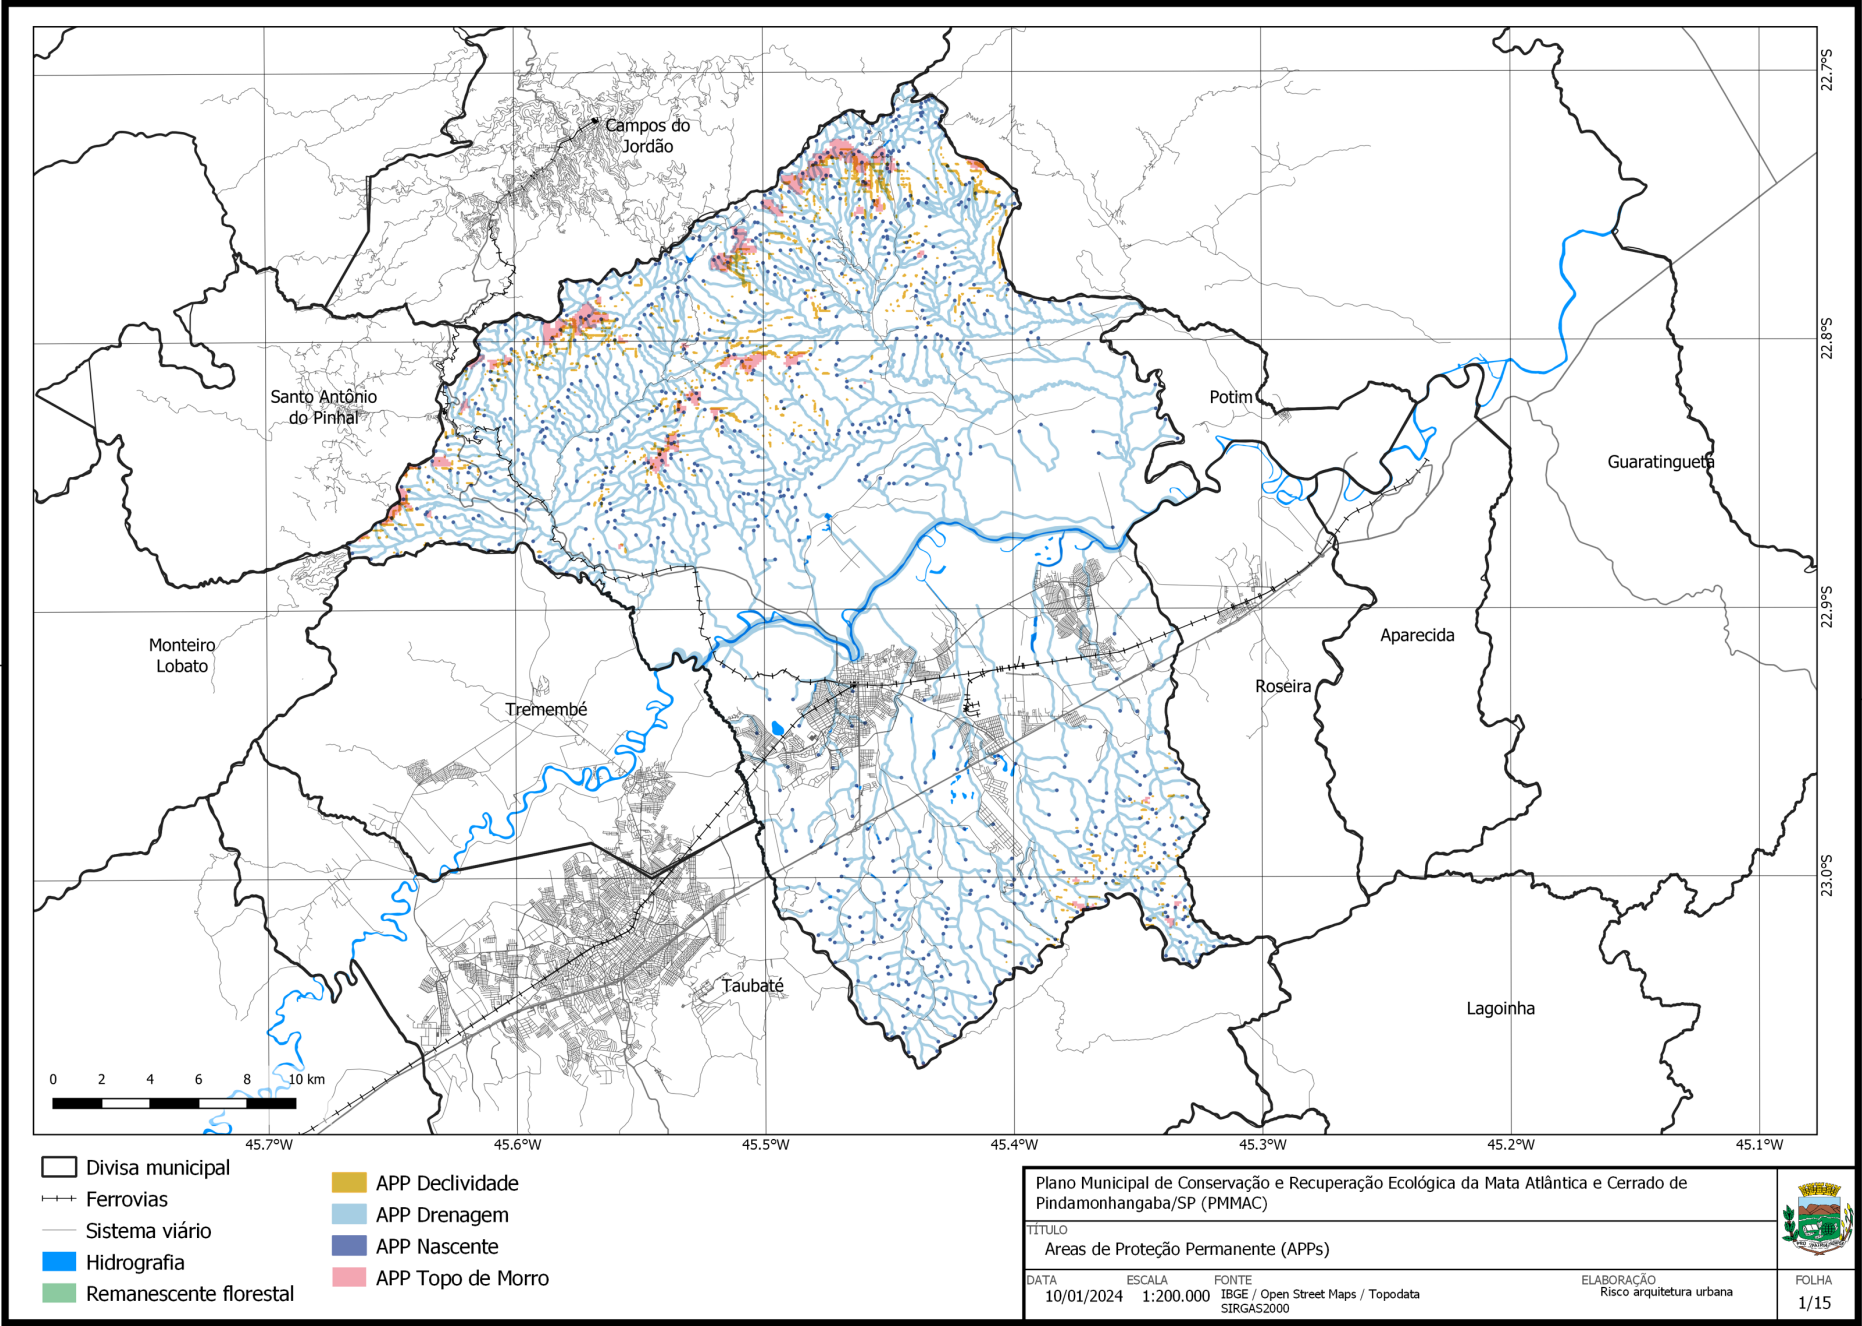 22.7°S
Campos do
Jordão
22.8°S
Santo Antônio
do Pinhal
Potim
Guaratinguetá
22.9°S
Monteiro
Lobato
Aparecida
Roseira
Tremembé
23.0°S
Taubaté
Lagoinha
0 2 4 6 8 10 km
45.7°W 45.6°W 45.5°W 45.4°W 45.3°W 45.2°W 45.1°W
Divisa municipal
Ferrovias
Sistema viário
Hidrografia
Remanescente florestal
APP Declividade
APP Drenagem
APP Nascente
APP Topo de Morro
Plano Municipal de Conservação e Recuperação Ecológica da Mata Atlântica e Cerrado de
Pindamonhangaba/SP (PMMAC)
TÍTULO
Areas de Proteção Permanente (APPs)
DATA
10/01/2024
ESCALA
1:200.000
FONTE
IBGE / Open Street Maps / Topodata
SIRGAS2000
ELABORAÇÃO
Risco arquitetura urbana
FOLHA
1/15